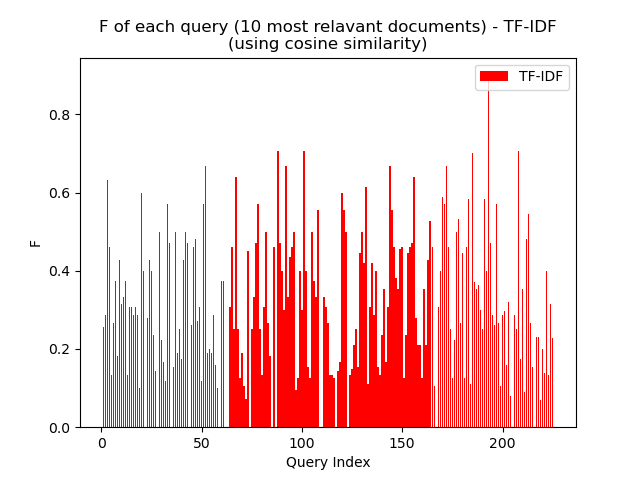 F of each query (10 most relavant documents) - TF-IDF
(using cosine similarity)
TF-IDF
0.8
0.6
0.4
0.2
0.0
F
0
50
100
150
200
Query Index